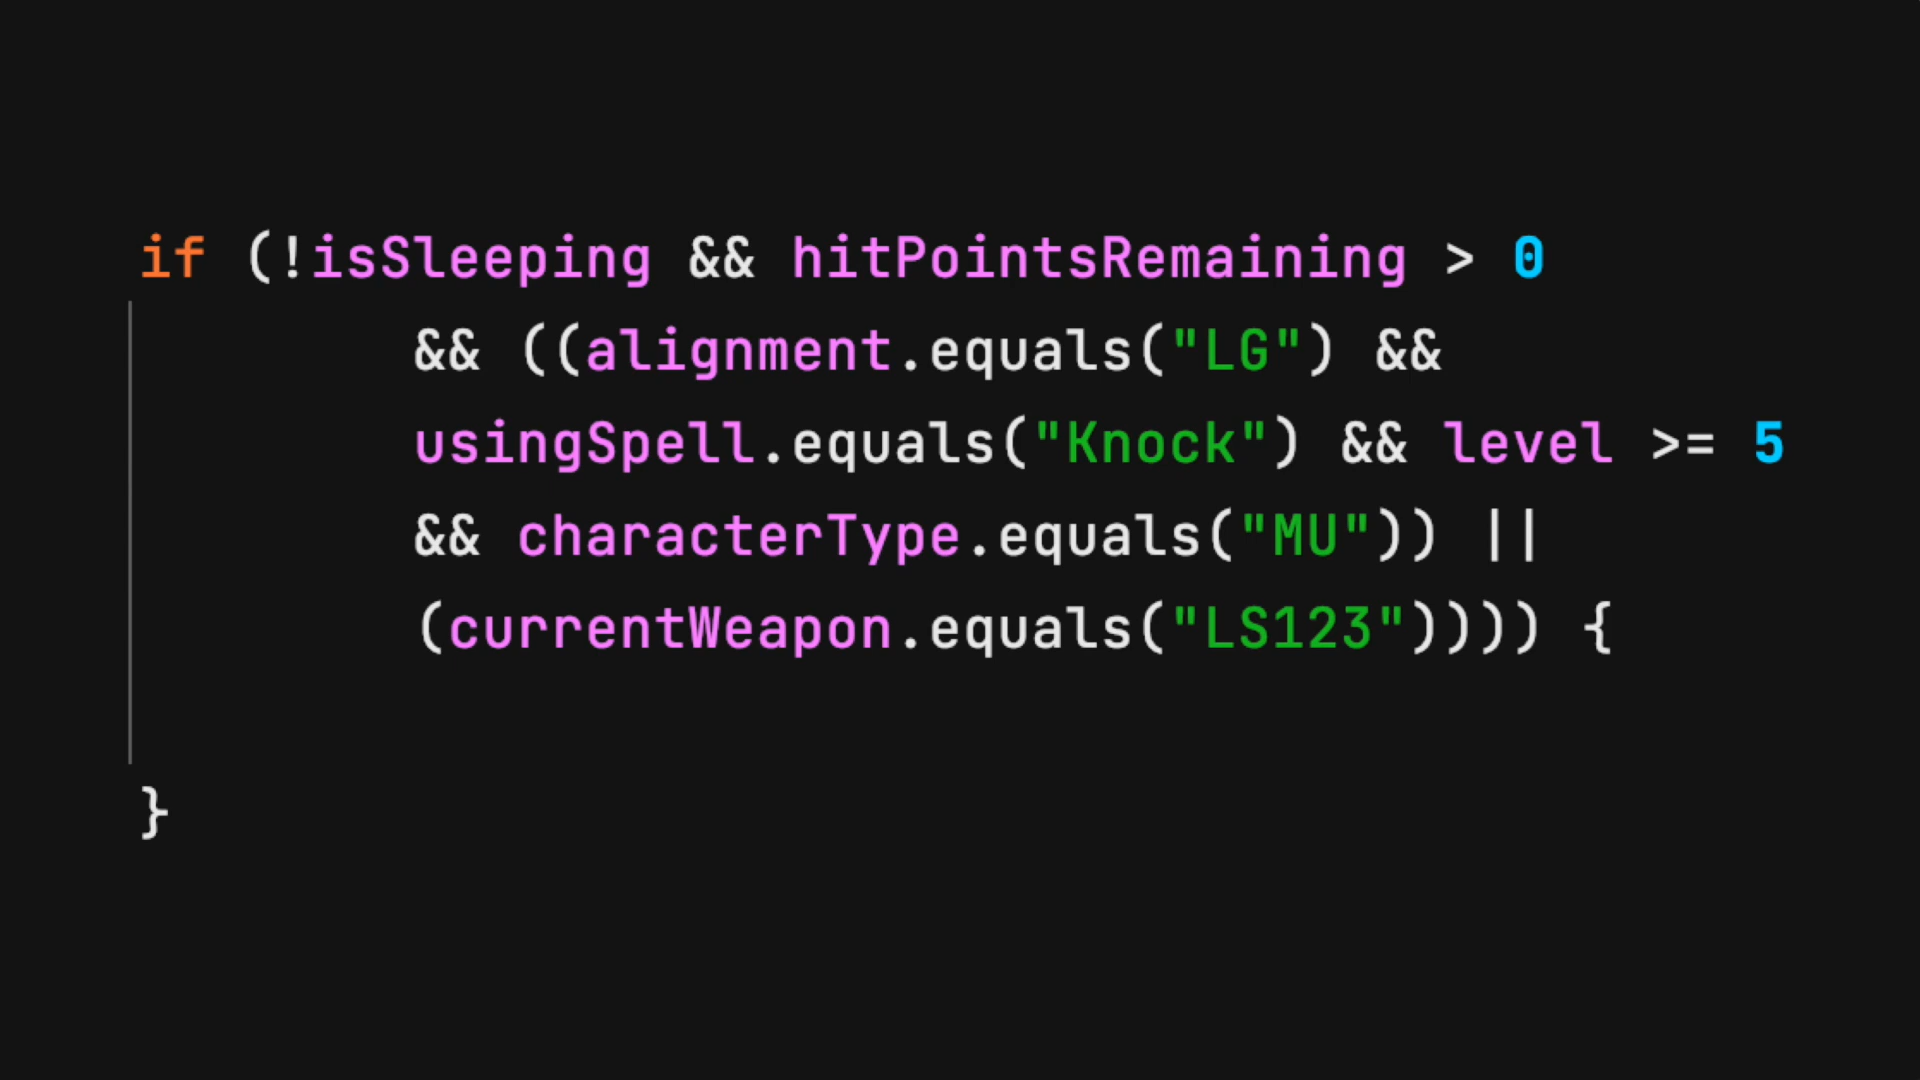 if (!isSleeping && hitPointsRemaining > 0
&& ((alignment.equals("LG") &&
usingSpell.equals("Knock") && level >= 5
&& characterType.equals("MU")) ||
(currentWeapon.equals("LS123")))) {
}